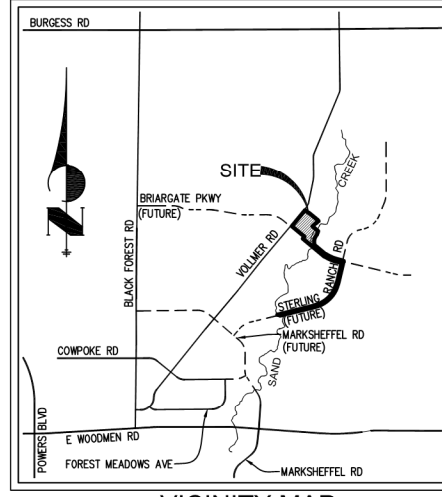 BURGESS RD
SITE
CREEK
BRIARGATE PKWY
(FUTURE)
BLACK FOREST RD
VOLLMER RD
RANCH RD
STERLING
(FUTURE)
MARKSHEFFEL RD
(FUTURE)
COWPOKE RD
SAND
POWERS BLVD
E WOODMEN RD
FOREST MEADOWS AVE
MARKSHEFFEL RD
N
VICINITY MAP